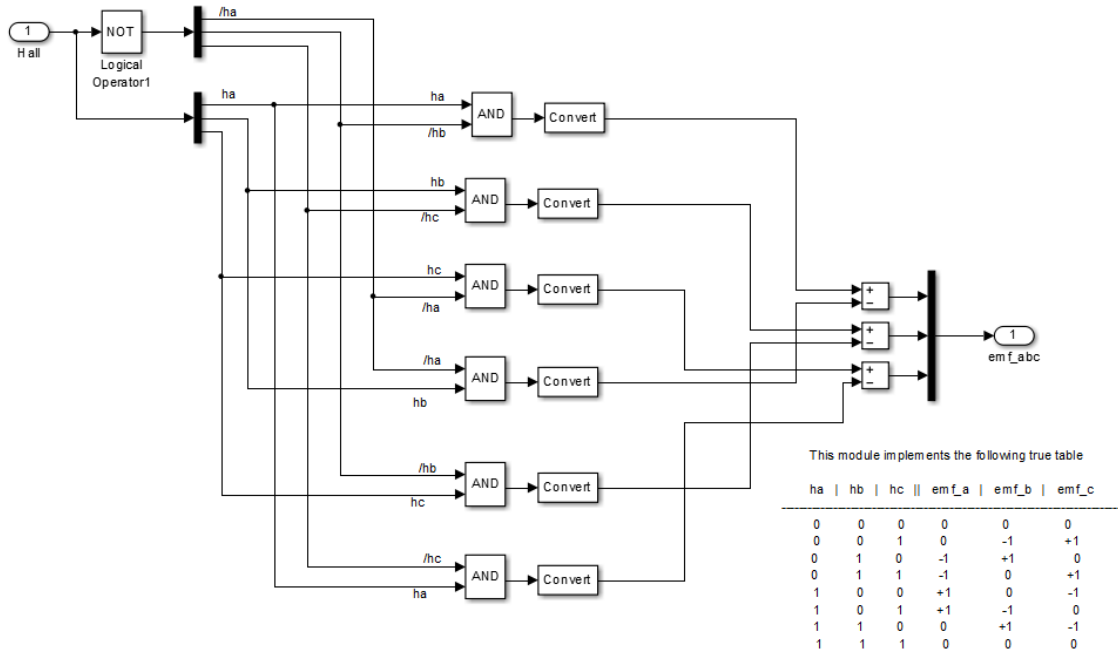 1
Hall
NOT
Logical
Operator1
/ha
ha
ha
/hb
AND
Convert
hb
/hc
AND
Convert
hc
/ha
AND
Convert
/ha
hb
AND
Convert
/hb
hc
AND
Convert
/hc
ha
AND
Convert
+
−
+
−
+
−
1
emf_abc
This module implements the following true table
ha | hb | hc || emf_a | emf_b | emf_c
0 0 0 0 0 0
0 0 1 0 -1 +1
0 1 0 -1 +1 0
0 1 1 -1 0 +1
1 0 0 +1 0 -1
1 0 1 +1 -1 0
1 1 0 0 +1 -1
1 1 1 0 0 0